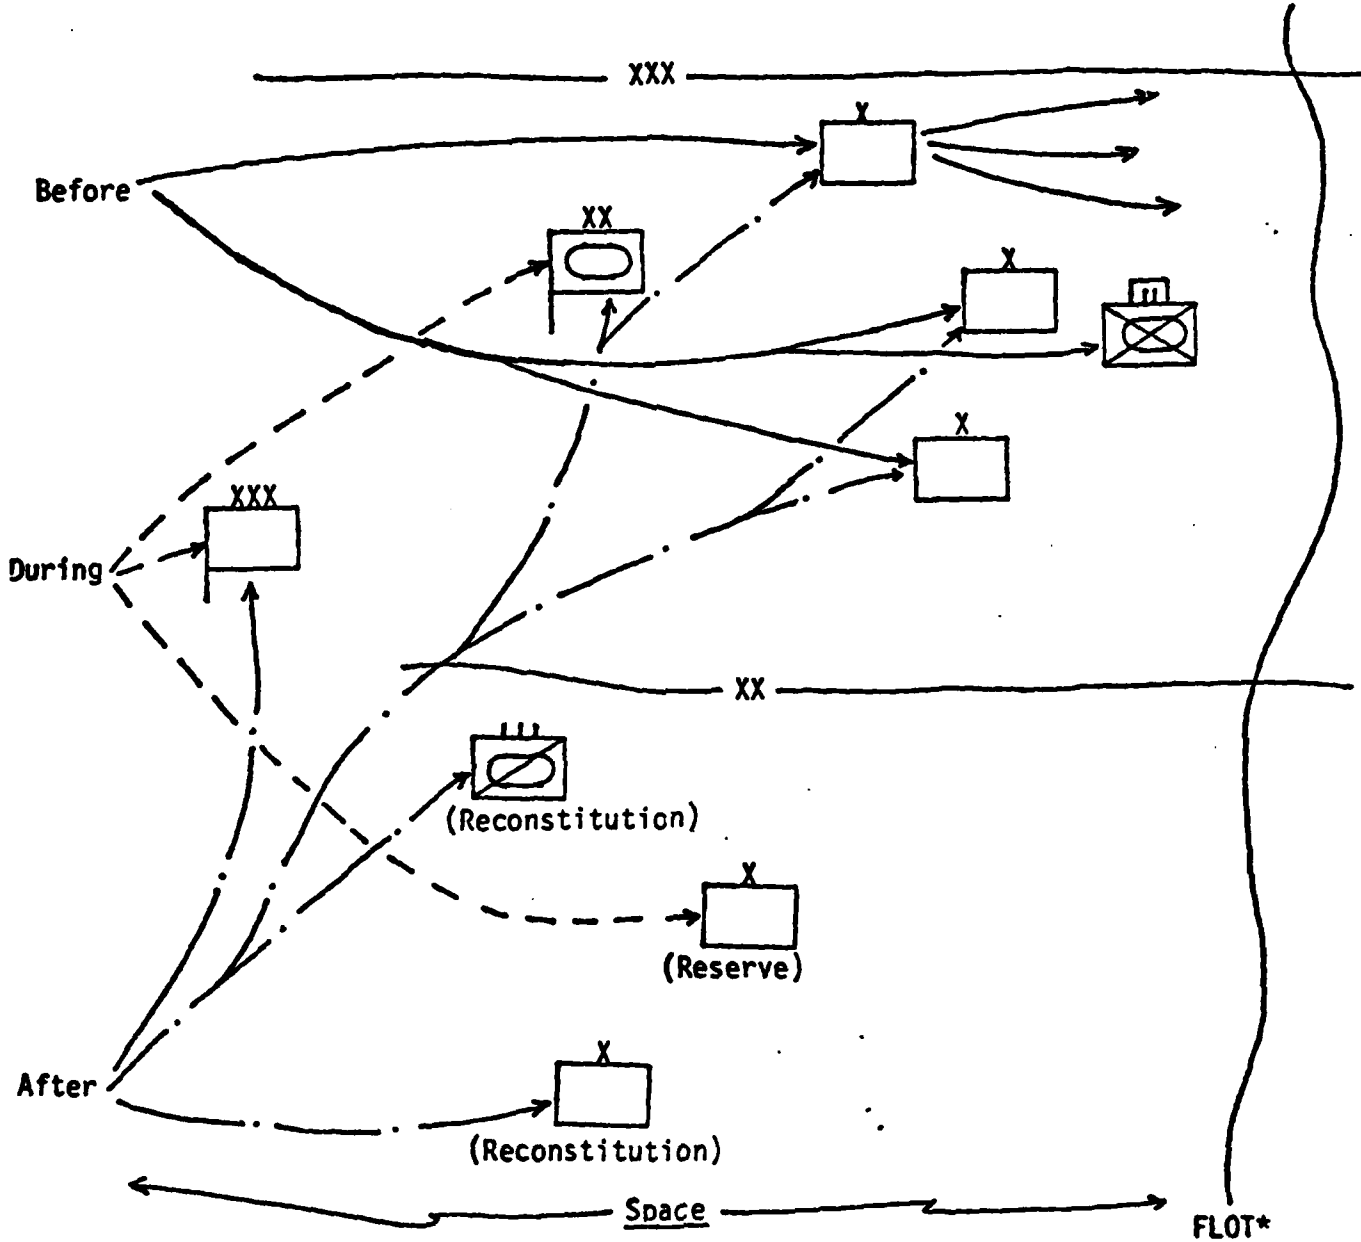 XXX
X
Before
XX
X
X
XXX
During
XX
(Reconstitution)
X
(Reserve)
X
After
(Reconstitution)
Space
FLOT*